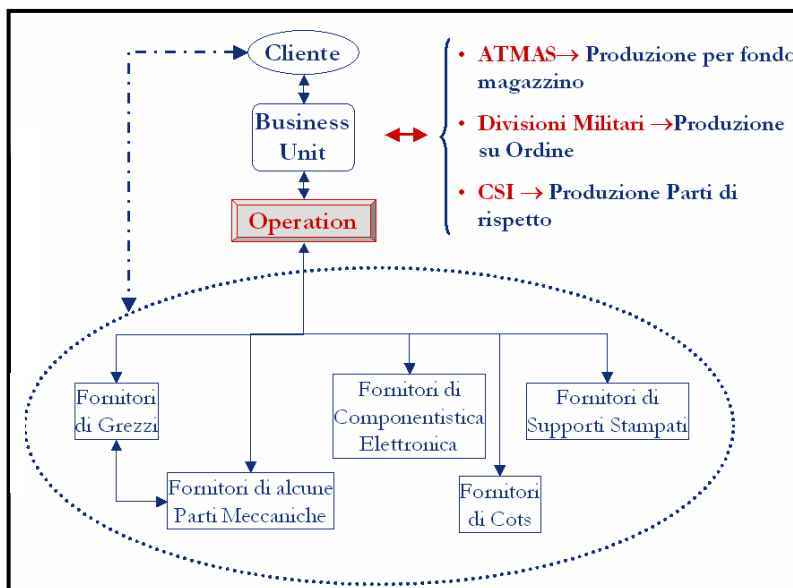 Cliente
Business
Unit
Operation
• ATMAS→ Produzione per fondo
magazzino
• Divisioni Militari →Produzione
su Ordine
• CSI → Produzione Parti di
rispetto
Fornitori
di Grezzi
Fornitori di
Componentistica
Elettronica
Fornitori di
Supporti Stampati
Fornitori di alcune
Parti Meccaniche
Fornitori
di Cots